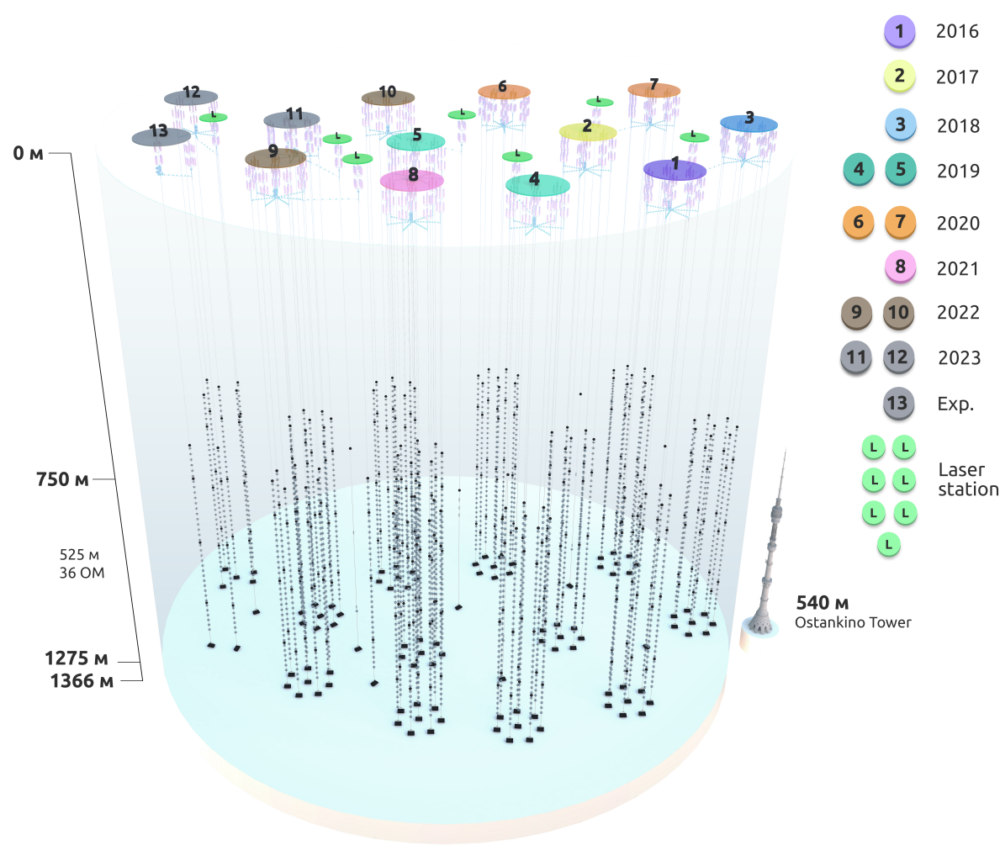 12
10
6
7
L
L
L
11
3
13
5
2
L
L
0 м
9
L
L
1
8
4
750 м
525 м
36 ОМ
1275 м
1366 м
540 м
Ostankino Tower
1 2016
2 2017
3 2018
4 5 2019
6 7 2020
8 2021
9 10 2022
11 12 2023
13 Exp.
L L
L L
L L
L
Laser
station